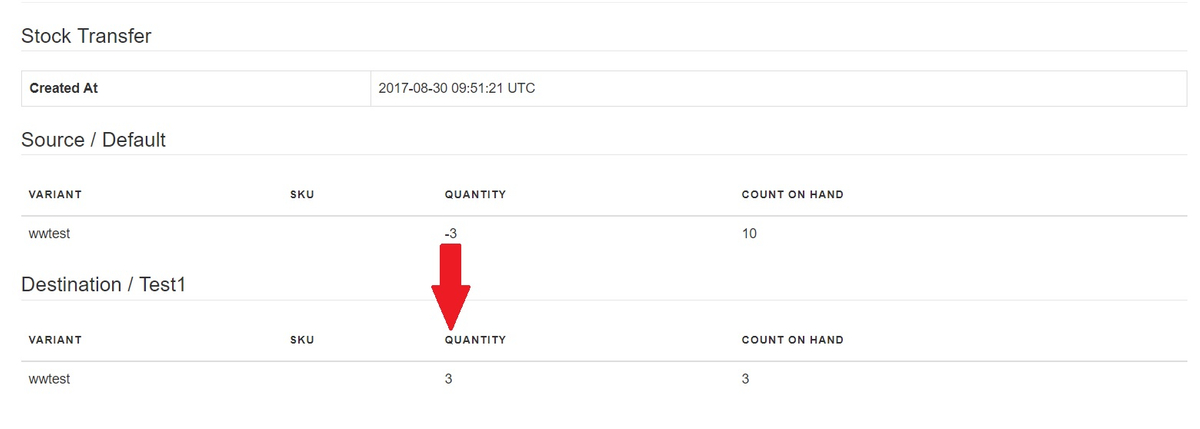 Stock Transfer
Created At 2017-08-30 09:51:21 UTC
Source / Default
VARIANT SKU QUANTITY COUNT ON HAND
wwtest -3 10
Destination / Test1
VARIANT SKU QUANTITY COUNT ON HAND
wwtest 3 3